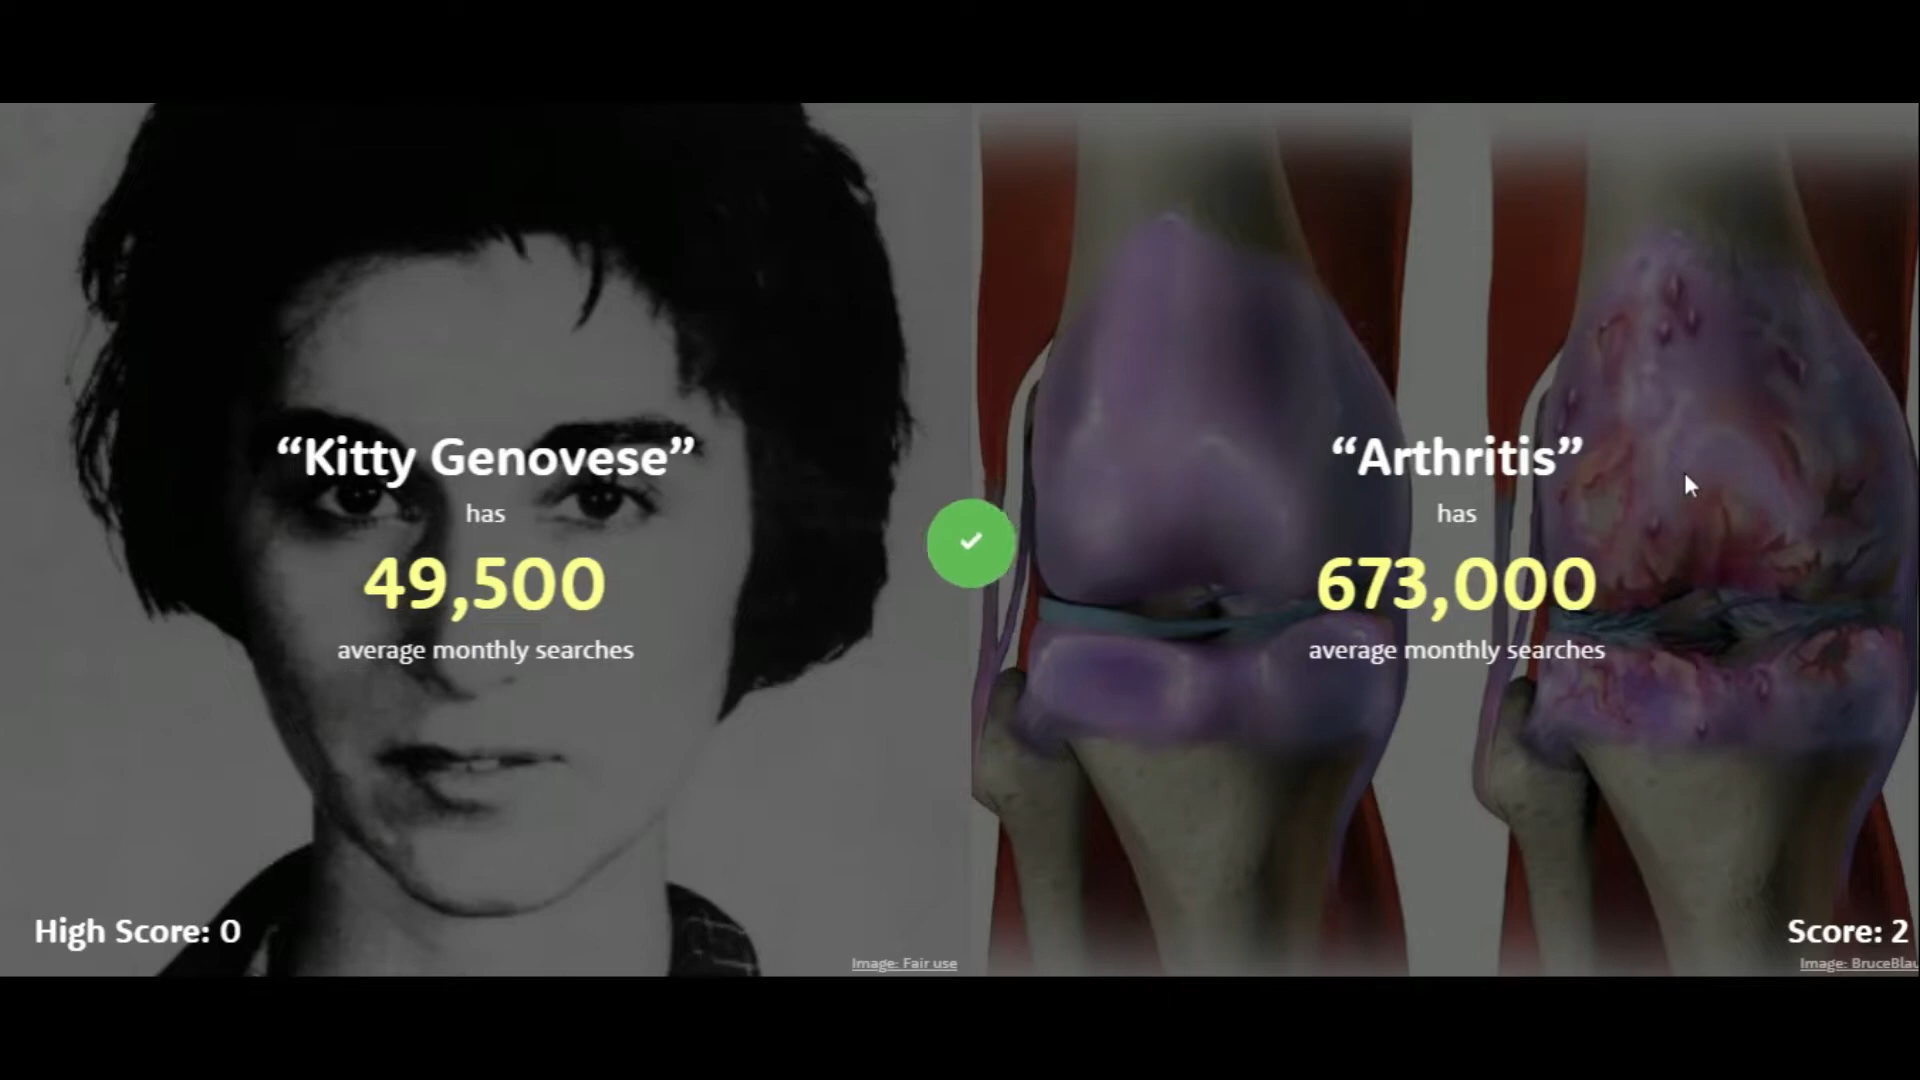 “Kitty Genovese”
has
49,500
average monthly searches
“Arthritis”
has
673,000
average monthly searches
High Score: 0
Image: Fair use
Score: 2
Image: